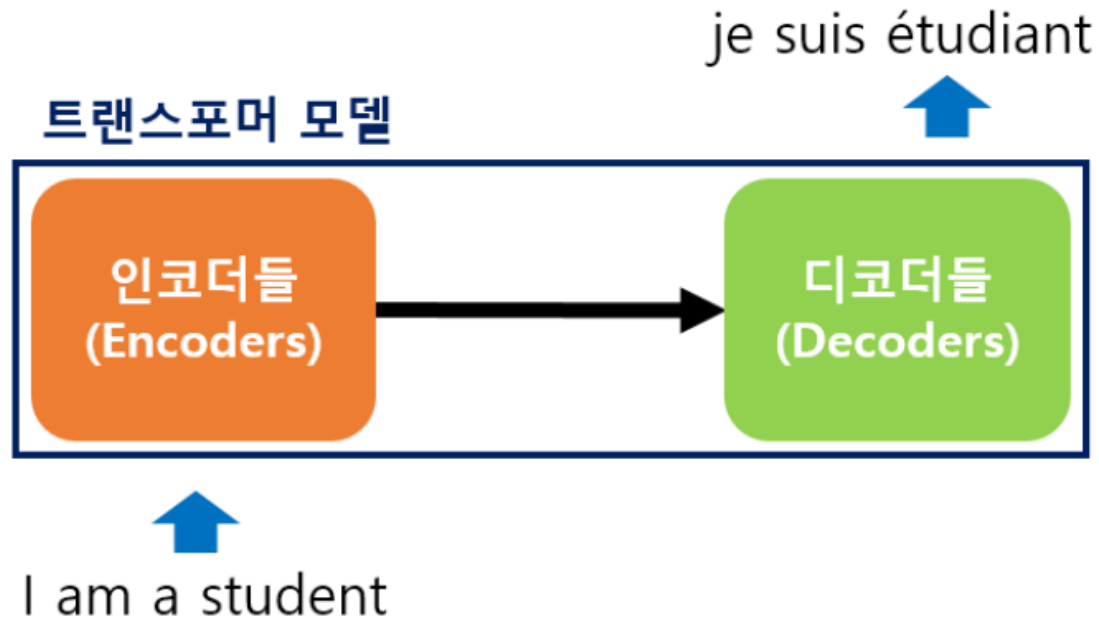 je suis étudiant
트랜스포머 모델
인코더들
(Encoders)
디코더들
(Decoders)
I am a student